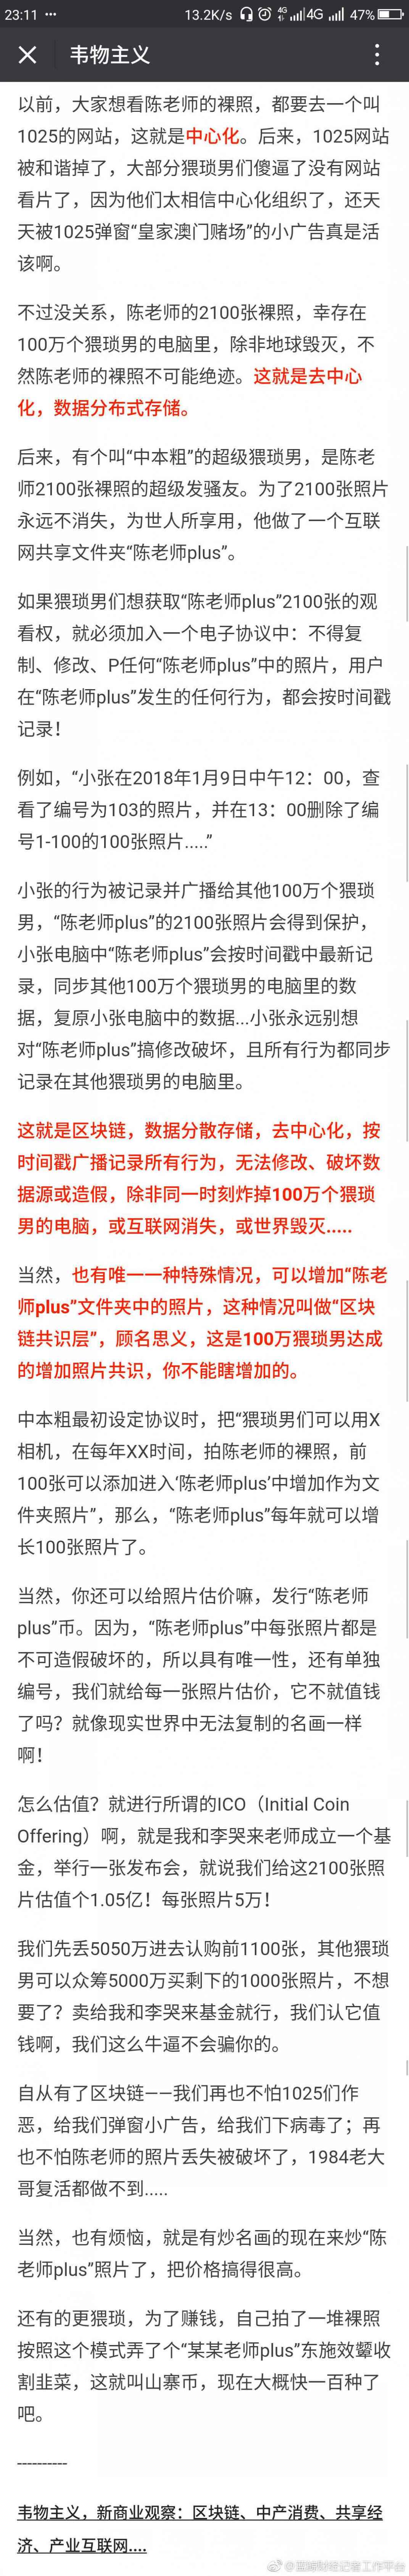 23:11 ··· 13.2K/s 4G 4G 47%
韦物主义
以前，大家想看陈老师的裸照，都要去一个叫
1025的网站，这就是中心化。后来，1025网站
被和谐掉了，大部分猥琐男们傻逼了没有网站
看片了，因为他们太相信中心化组织了，还天
天被1025弹窗“皇家澳门赌场”的小广告真是活
该啊。
不过没关系，陈老师的2100张裸照，幸存在
100万个猥琐男的电脑里，除非地球毁灭，不
然陈老师的裸照不可能绝迹。这就是去中心
化，数据分布式存储。
后来，有个叫“中本粗”的超级猥琐男，是陈老
师2100张裸照的超级发骚友。为了2100张照片
永远不消失，为世人所享用，他做了一个互联
网共享文件夹“陈老师plus”。
如果猥琐男们想获取“陈老师plus”2100张的观
看权，就必须加入一个电子协议中：不得复
制、修改、P任何“陈老师plus”中的照片，用户
在“陈老师plus”发生的任何行为，都会按时间戳
记录！
例如，“小张在2018年1月9日中午12：00，查
看了编号为103的照片，并在13：00删除了编
号1-100的100张照片.....”
小张的行为被记录并广播给其他100万个猥琐
男，“陈老师plus”的2100张照片会得到保护，
小张电脑中“陈老师plus”会按时间戳中最新记
录，同步其他100万个猥琐男的电脑里的数
据，复原小张电脑中的数据...小张永远别想
对“陈老师plus”搞修改破坏，且所有行为都同步
记录在其他猥琐男的电脑里。
这就是区块链，数据分散存储，去中心化，按
时间戳广播记录所有行为，无法修改、破坏数
据源或造假，除非同一时刻炸掉100万个猥琐
男的电脑，或互联网消失，或世界毁灭.....
当然，也有唯一一种特殊情况，可以增加“陈老
师plus”文件夹中的照片，这种情况叫做“区块
链共识层”，顾名思义，这是100万猥琐男达成
的增加照片共识，你不能瞎增加的。
中本粗最初设定协议时，把“猥琐男们可以用X
相机，在每年XX时间，拍陈老师的裸照，前
100张可以添加进入‘陈老师plus’中增加作为文
件夹照片”，那么，“陈老师plus”每年就可以增
长100张照片了。
当然，你还可以给照片估价嘛，发行“陈老师
plus”币。因为，“陈老师plus”中每张照片都是
不可造假破坏的，所以具有唯一性，还有单独
编号，我们就给每一张照片估价，它不就值钱
了吗？就像现实世界中无法复制的名画一样
啊！
怎么估值？就进行所谓的ICO（Initial Coin
Offering）啊，就是我和李哭来老师成立一个基
金，举行一张发布会，就说我们给这2100张照
片估值个1.05亿！每张照片5万！
我们先丢5050万进去认购前1100张，其他猥琐
男可以众筹5000万买剩下的1000张照片，不想
要了？卖给我和李哭来基金就行，我们认它值
钱啊，我们这么牛逼不会骗你的。
自从有了区块链——我们再也不怕1025们作
恶，给我们弹窗小广告，给我们下病毒了；再
也不怕陈老师的照片丢失被破坏了，1984老大
哥复活都做不到.....
当然，也有烦恼，就是有炒名画的现在来炒“陈
老师plus”照片了，把价格搞得很高。
还有的更猥琐，为了赚钱，自己拍了一堆裸照
按照这个模式弄了个“某某老师plus”东施效颦收
割韭菜，这就叫山寨币，现在大概快一百种了
吧。
----------
韦物主义，新商业观察：区块链、中产消费、共享经
济、产业互联网....
@蓝鲸财经记者工作平台